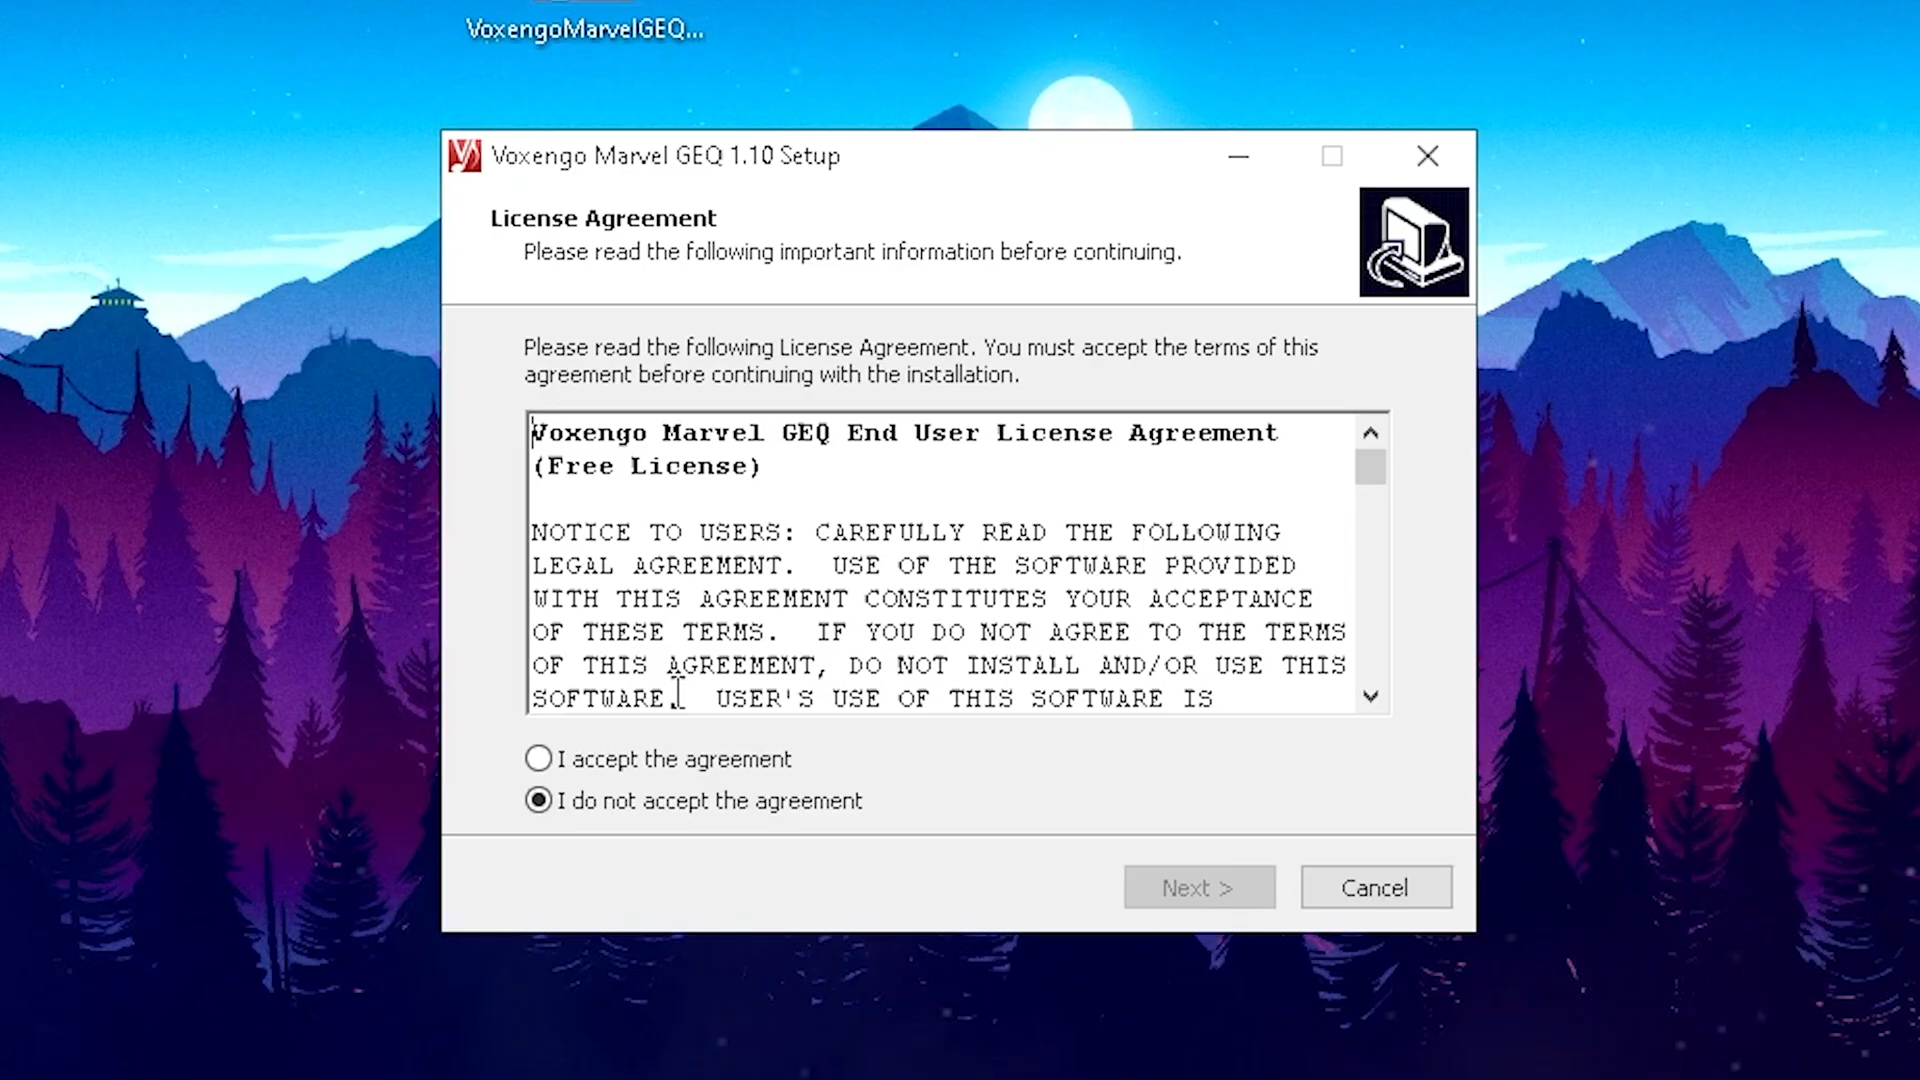 VoxengoMarvelGEQ...
Voxengo Marvel GEQ 1.10 Setup
License Agreement
Please read the following important information before continuing.
Please read the following License Agreement. You must accept the terms of this
agreement before continuing with the installation.
Voxengo Marvel GEQ End User License Agreement
(Free License)
NOTICE TO USERS: CAREFULLY READ THE FOLLOWING
LEGAL AGREEMENT.  USE OF THE SOFTWARE PROVIDED
WITH THIS AGREEMENT CONSTITUTES YOUR ACCEPTANCE
OF THESE TERMS.  IF YOU DO NOT AGREE TO THE TERMS
OF THIS AGREEMENT, DO NOT INSTALL AND/OR USE THIS
SOFTWARE.  USER'S USE OF THIS SOFTWARE IS
I accept the agreement
I do not accept the agreement
Next >
Cancel